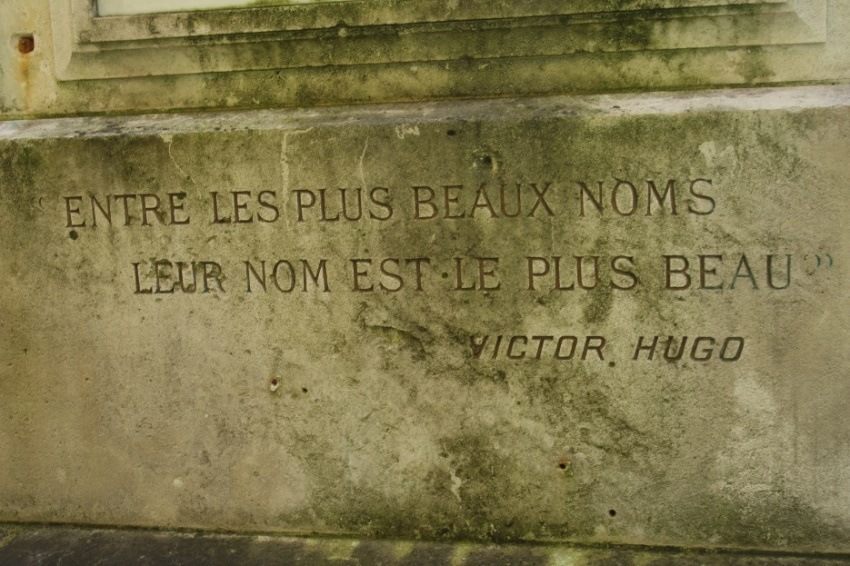 “ ENTRE LES PLUS BEAUX NOMS
LEUR NOM EST LE PLUS BEAU ”
VICTOR HUGO